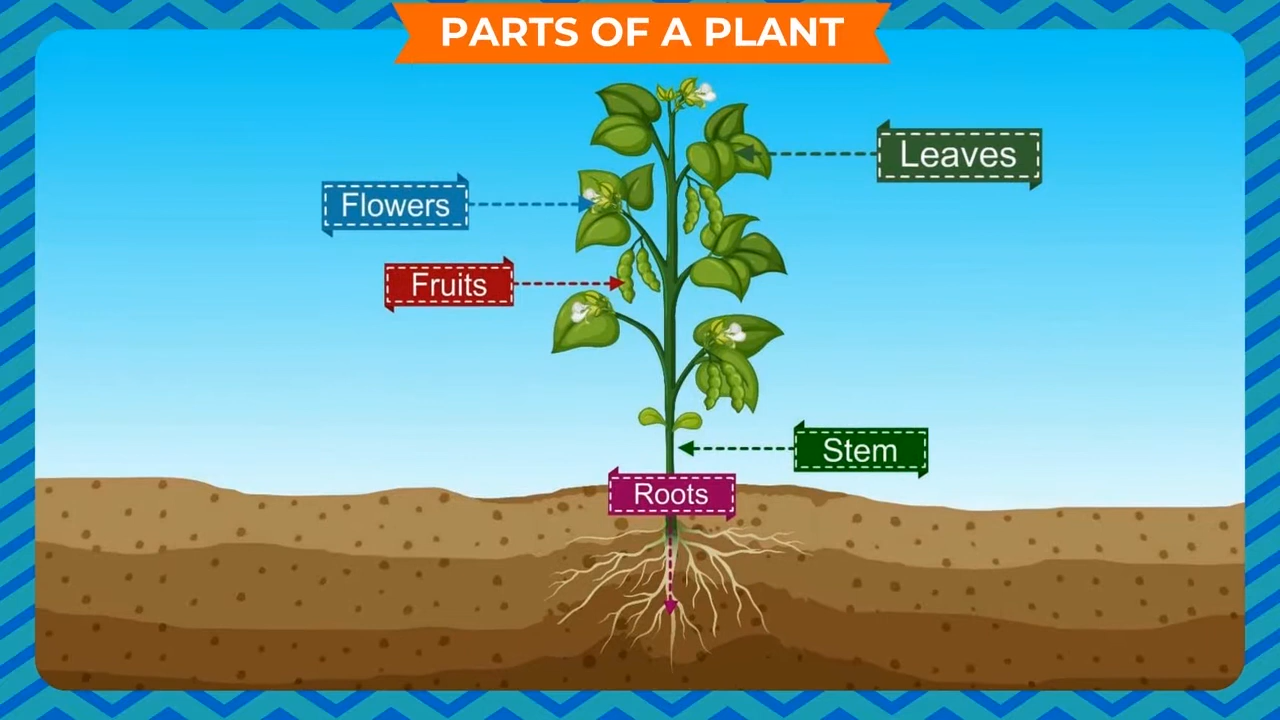 PARTS OF A PLANT
Leaves
Flowers
Fruits
Stem
Roots